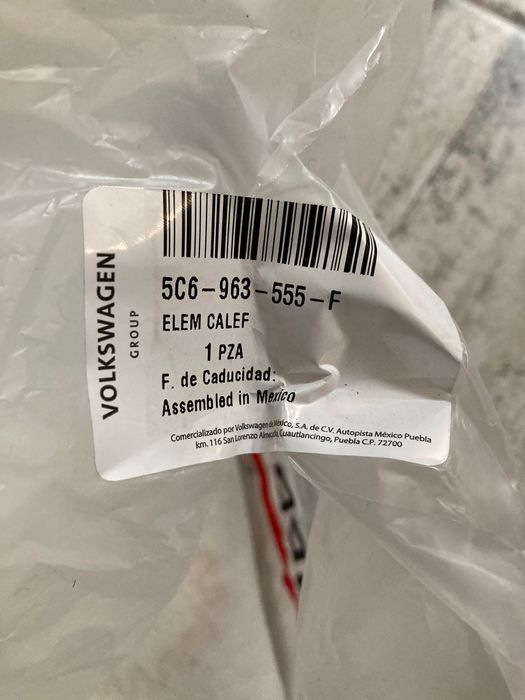 VOLKSWAGEN
GROUP
5C6-963-555-F
ELEM CALEF
1 PZA
F. de Caducidad:
Assembled in Mexico
Comercializado por Volkswagen de México, S.A. de C.V. Autopista México Puebla
km. 116 San Lorenzo Almecatla, Cuautlancingo, Puebla C.P. 72700